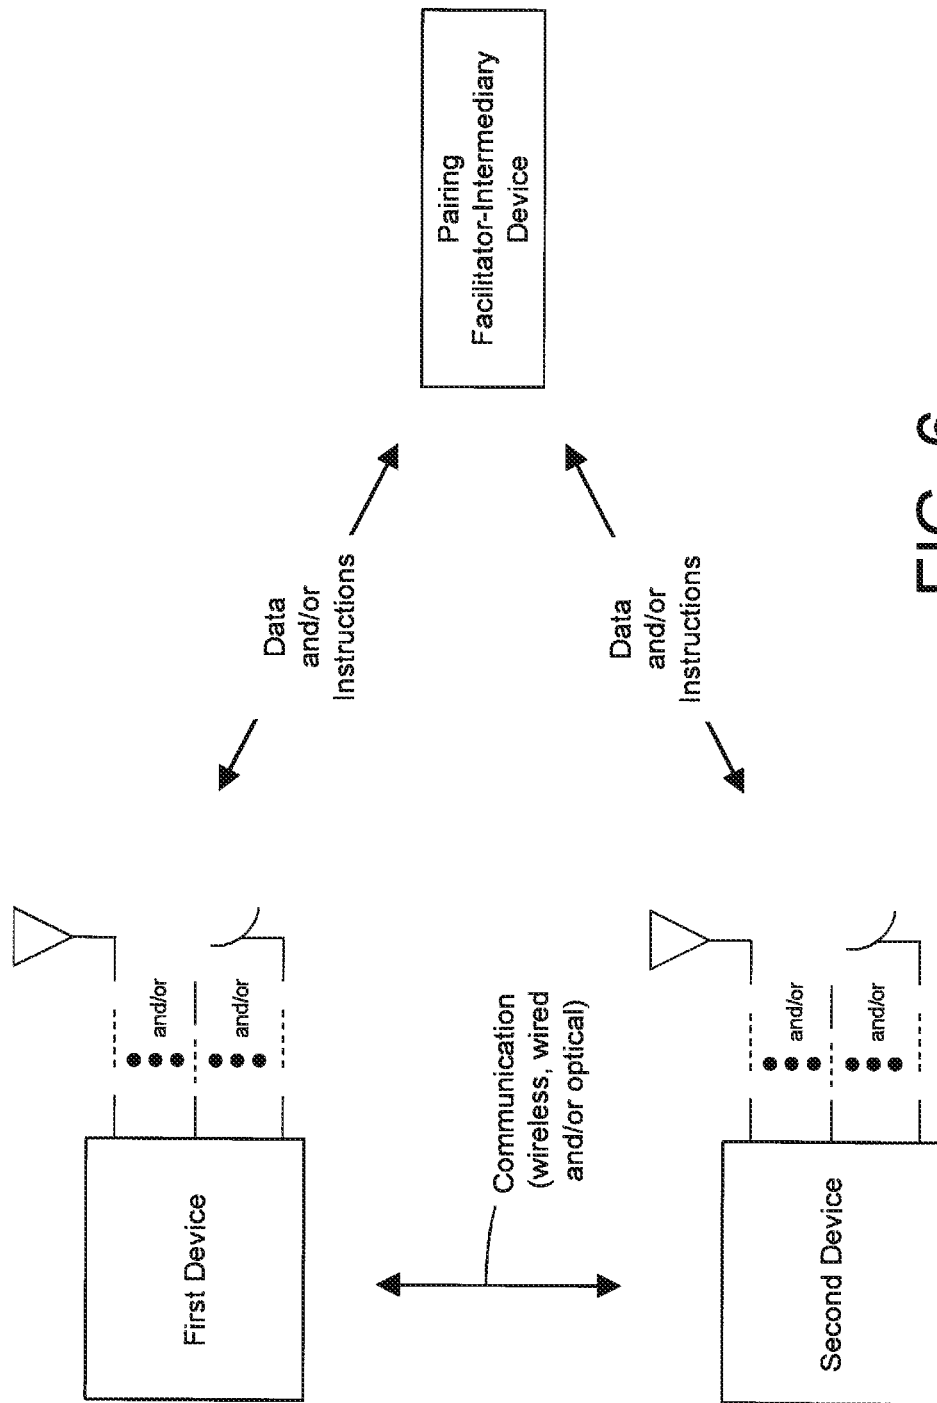 First Device
and/or
and/or
Data
and/or
Instructions
Communication
(wireless, wired
and/or optical)
Pairing
Facilitator-Intermediary
Device
Data
and/or
Instructions
Second Device
and/or
and/or